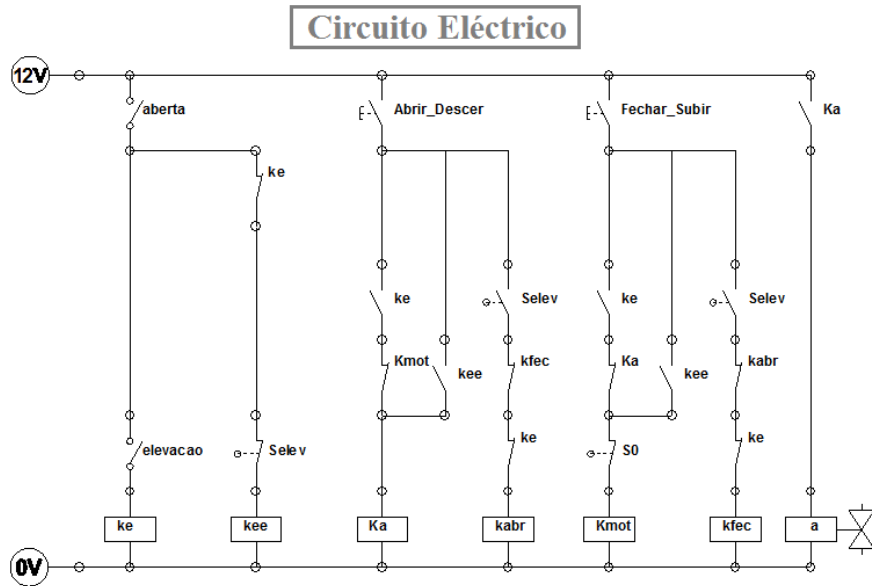 Circuito Eléctrico
12V
aberta
Abrir_Descer
Fechar_Subir
Ka
ke
ke
Selev
ke
Selev
Kmot
kee
kfec
Ka
kee
kabr
elevacao
Selev
ke
S0
ke
ke
kee
Ka
kabr
Kmot
kfec
a
0V